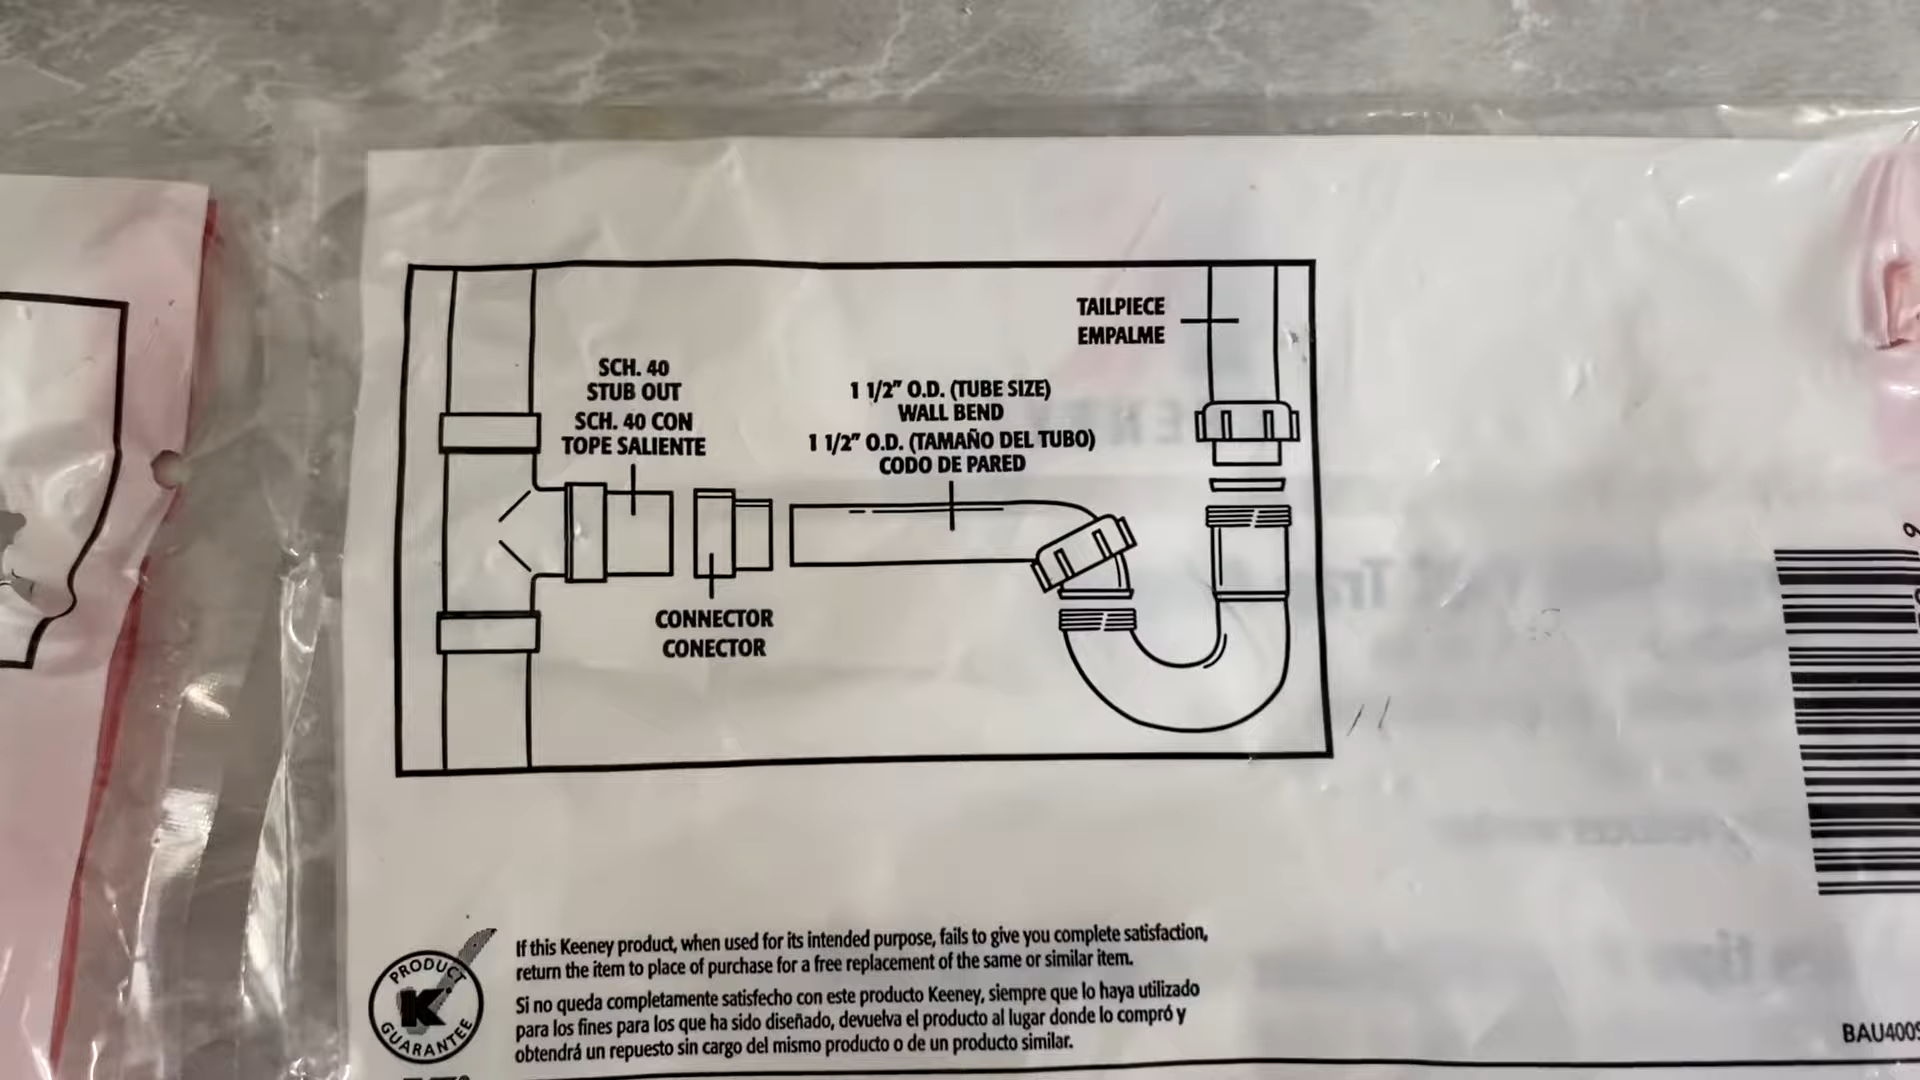 TAILPIECE
EMPALME
SCH. 40
STUB OUT
SCH. 40 CON
TOPE SALIENTE
1 1/2" O.D. (TUBE SIZE)
WALL BEND
1 1/2" O.D. (TAMAÑO DEL TUBO)
CODO DE PARED
CONNECTOR
CONECTOR
PRODUCT
K
GUARANTEE
If this Keeney product, when used for its intended purpose, fails to give you complete satisfaction,
return the item to place of purchase for a free replacement of the same or similar item.
Si no queda completamente satisfecho con este producto Keeney, siempre que lo haya utilizado
para los fines para los que ha sido diseñado, devuelva el producto al lugar donde lo compró y
obtendrá un repuesto sin cargo del mismo producto o de un producto similar.